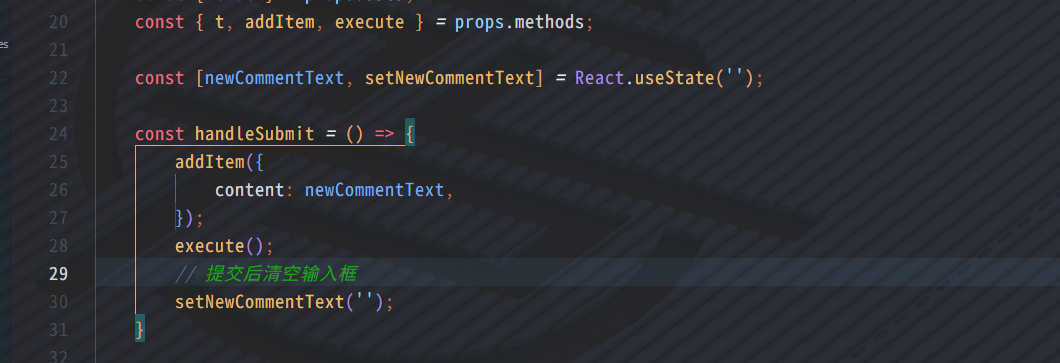 es
20 const { t, addItem, execute } = props.methods;
21
22 const [newCommentText, setNewCommentText] = React.useState('');
23
24 const handleSubmit = () => {
25 addItem({
26 content: newCommentText,
27 });
28 execute();
29 // 提交后清空输入框
30 setNewCommentText('');
31 }
32